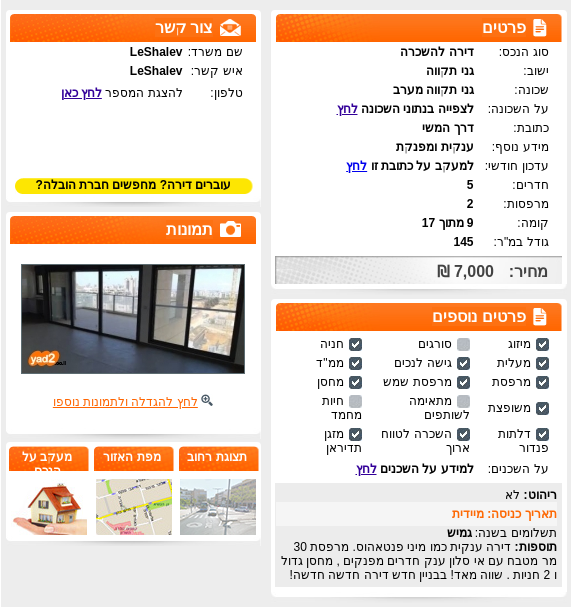 פרטים
סוג הנכס: דירה להשכרה
ישוב: גני תקווה
שכונה: גני תקווה מערב
על השכונה: לצפייה בנתוני השכונה לחץ
כתובת: דרך המשי
מידע נוסף: ענקית ומפנקת
עדכון חודשי: למעקב על כתובת זו לחץ
חדרים: 5
מרפסות: 2
קומה: 9 מתוך 17
גודל במ"ר: 145
מחיר: 7,000 ₪
פרטים נוספים
מיזוג סורגים חניה
מעלית גישה לנכים ממ"ד
מרפסת מרפסת שמש מחסן
משופצת מתאימה לשותפים חיות מחמד
דלתות פנדור השכרה לטווח ארוך מזגן תדיראן
על השכנים: למידע על השכנים לחץ
ריהוט: לא
תאריך כניסה: מיידית
תשלומים בשנה: גמיש
תוספות: דירה ענקית כמו מיני פנטאהוס. מרפסת 30
מר מטבח עם אי סלון ענק חדרים מפנקים , מחסן גדול
ו 2 חניות . שווה מאד! בבניין חדש דירה חדשה חדשה!
צור קשר
שם משרד: LeShalev
איש קשר: LeShalev
טלפון: להצגת המספר לחץ כאן
עוברים דירה? מחפשים חברת הובלה?
תמונות
yad2
.co.il
לחץ להגדלה ולתמונות נוספו
תצוגת רחוב
מפת האזור
מעקב על